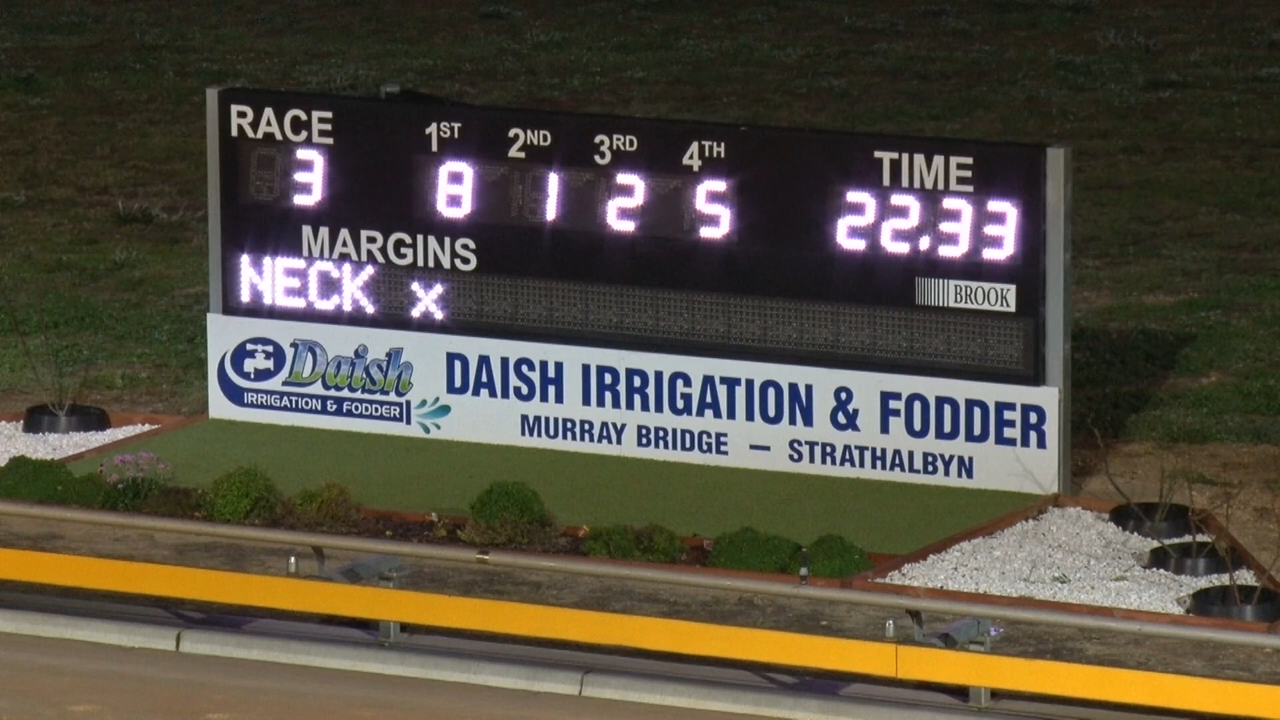 RACE 1ST 2ND 3RD 4TH TIME
3 8 1 2 5 22.33
MARGINS
NECK x
BROOK
Daish
IRRIGATION & FODDER
DAISH IRRIGATION & FODDER
MURRAY BRIDGE — STRATHALBYN